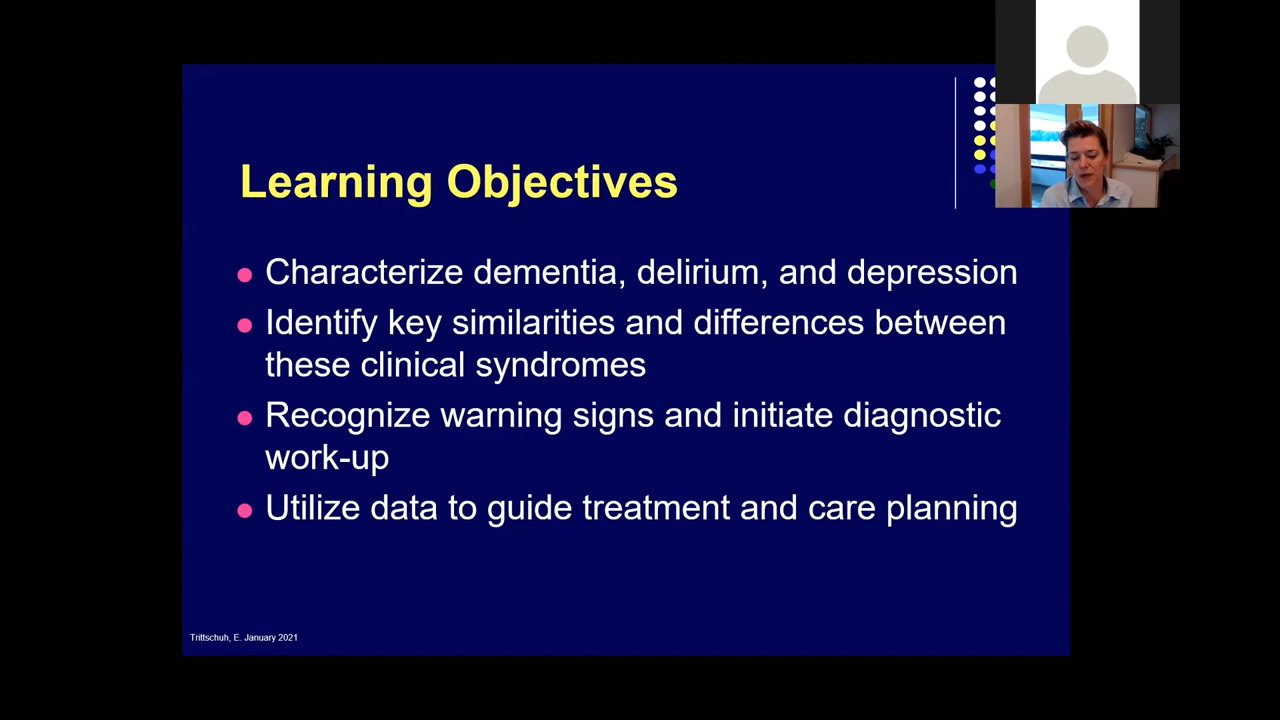 Learning Objectives
Characterize dementia, delirium, and depression
Identify key similarities and differences between
these clinical syndromes
Recognize warning signs and initiate diagnostic
work-up
Utilize data to guide treatment and care planning
Trittschuh, E. January 2021